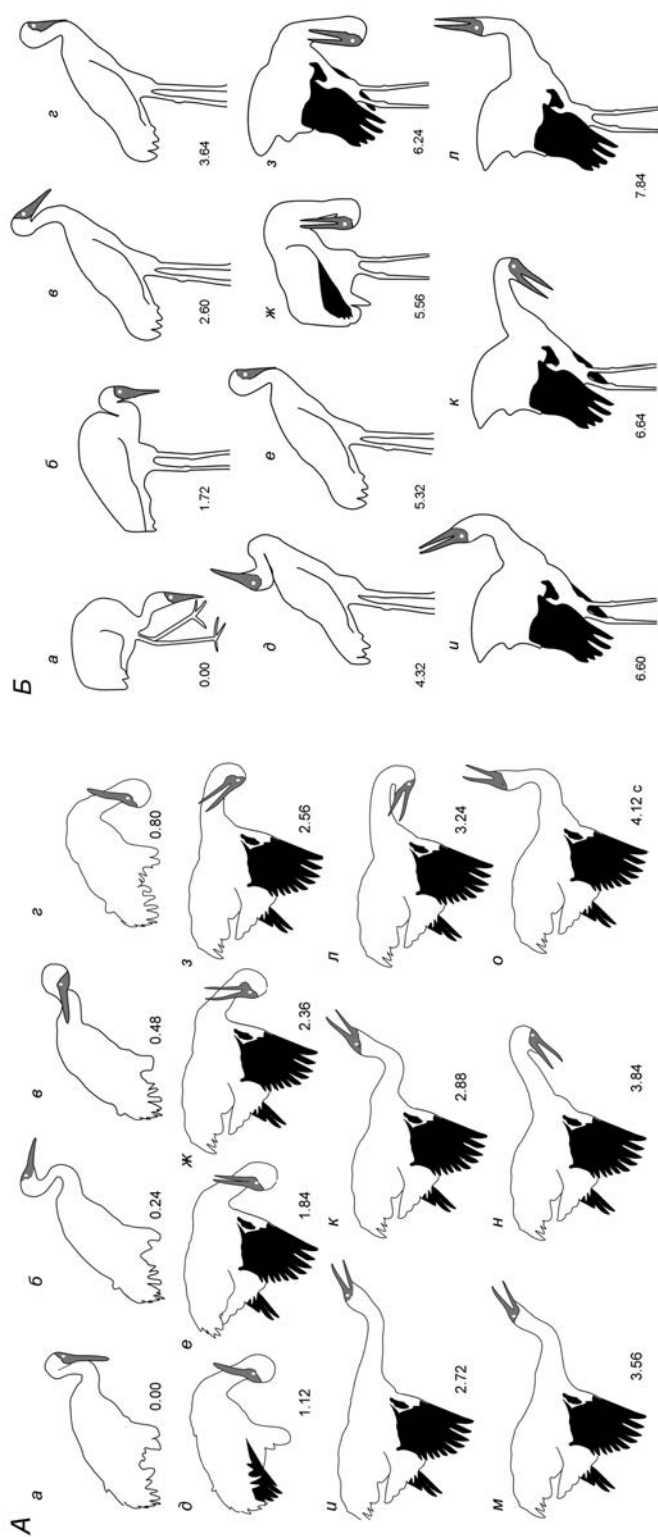 А
а б в г
0.00 0.24 0.48 0.80
д е ж з
1.12 1.84 2.36 2.56
и к л
2.72 2.88 3.24
м н о
3.56 3.84 4.12 с
Б
а б в г
0.00 1.72 2.60 3.64
д е ж з
4.32 5.32 5.56 6.24
и к л
6.60 6.64 7.84